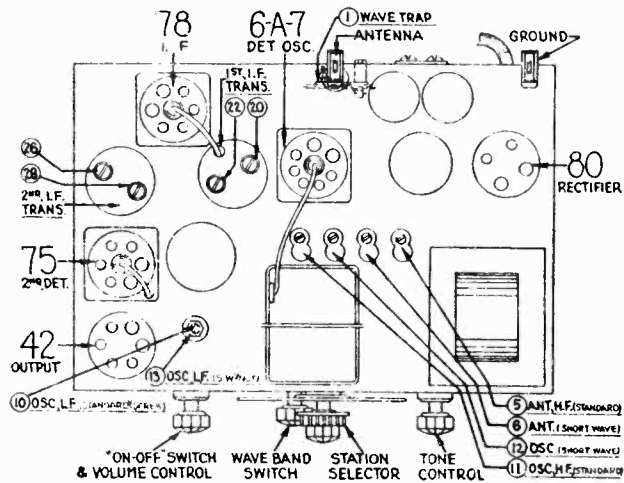 78
I.F.
6-A-7
DET OSC.
1 WAVE TRAP
ANTENNA
GROUND
1ST. I.F.
TRANS.
22 20
26
28
2ND. I.F.
TRANS.
80
RECTIFIER
75
2ND. DET.
42
OUTPUT
13 OSC. L.F. (S. WAVE)
10 OSC. L.F. (STANDARD)
5 ANT. H.F. (STANDARD)
6 ANT. (SHORT WAVE)
12 OSC. (SHORT WAVE)
11 OSC. H.F. (STANDARD)
"ON-OFF" SWITCH
& VOLUME CONTROL
WAVE BAND
SWITCH
STATION
SELECTOR
TONE
CONTROL